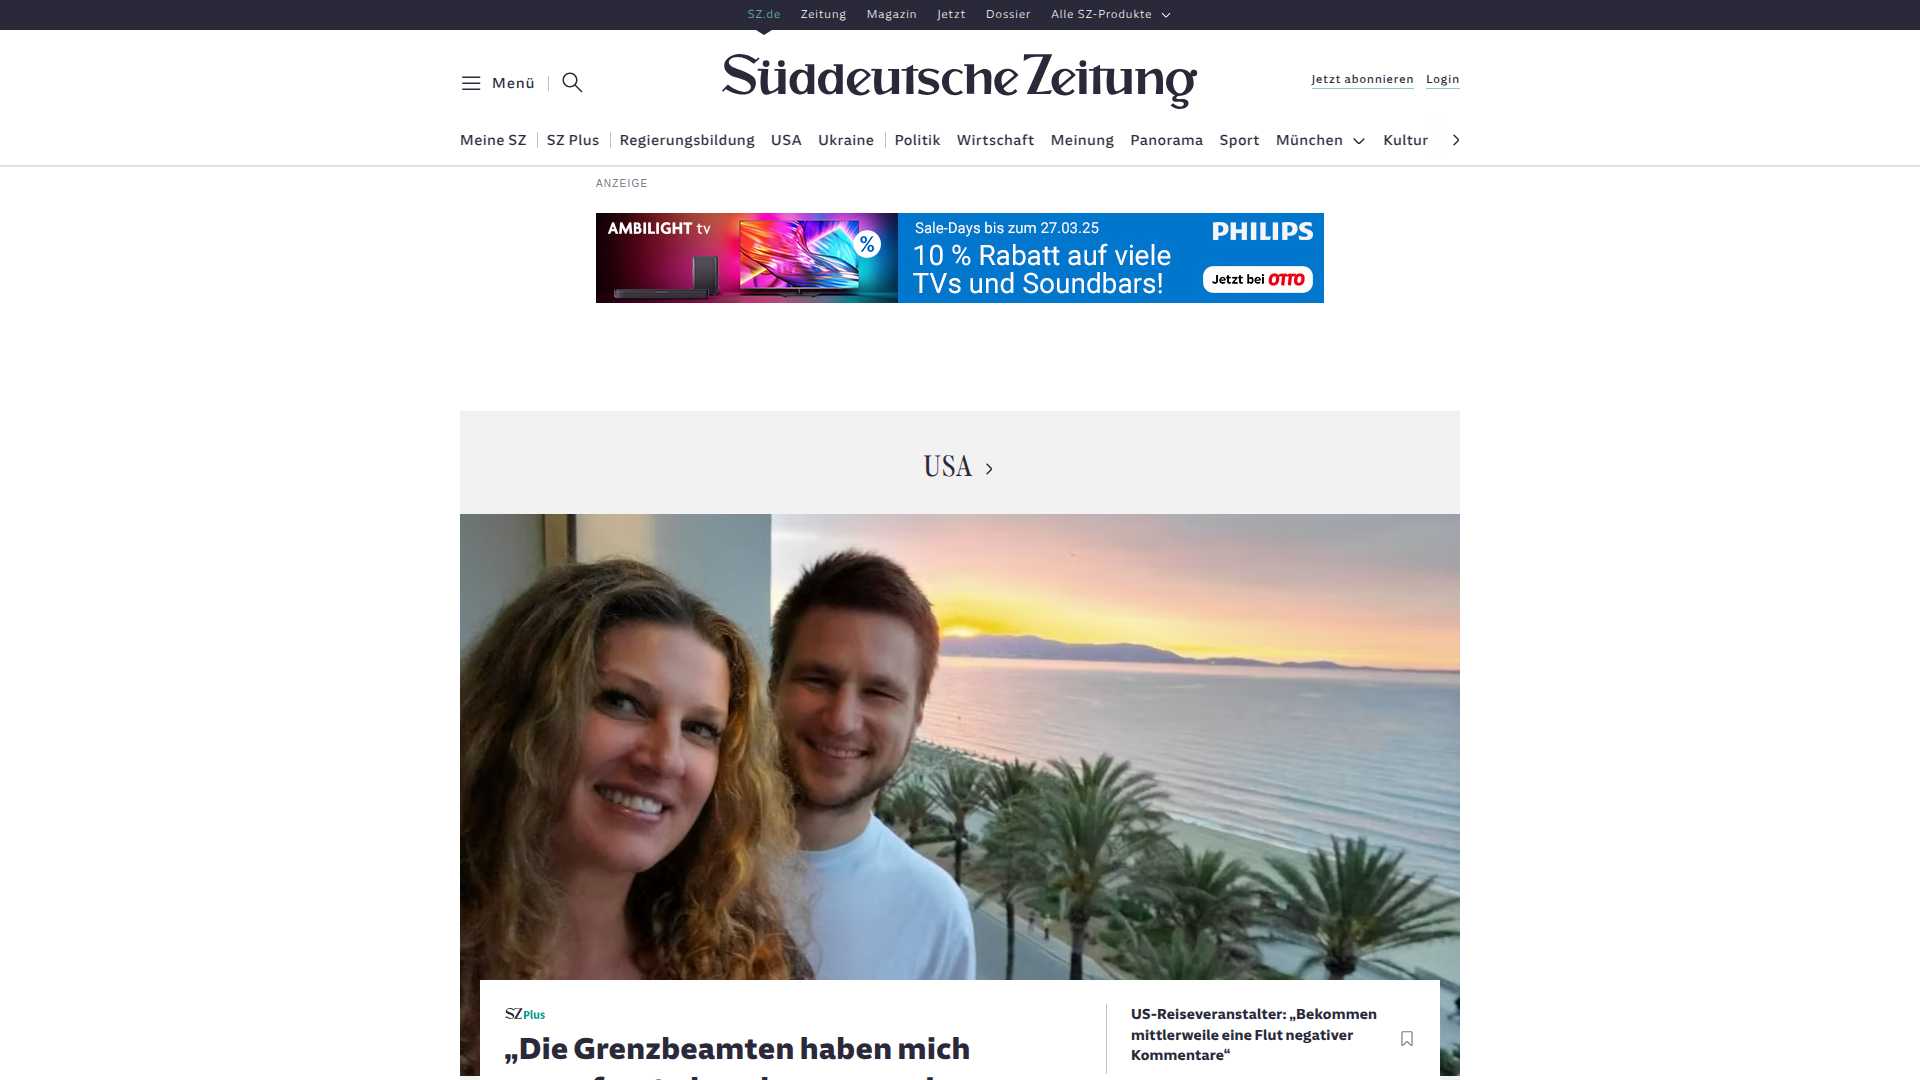 SZ.de Zeitung Magazin Jetzt Dossier Alle SZ-Produkte
Menü
Süddeutsche Zeitung
Jetzt abonnieren Login
Meine SZ SZ Plus Regierungsbildung USA Ukraine Politik Wirtschaft Meinung Panorama Sport München Kultur
ANZEIGE
AMBILIGHT tv
%
Sale-Days bis zum 27.03.25
10 % Rabatt auf viele
TVs und Soundbars!
PHILIPS
Jetzt bei OTTO
USA
SZ Plus
„Die Grenzbeamten haben mich
US-Reiseveranstalter: „Bekommen
mittlerweile eine Flut negativer
Kommentare“